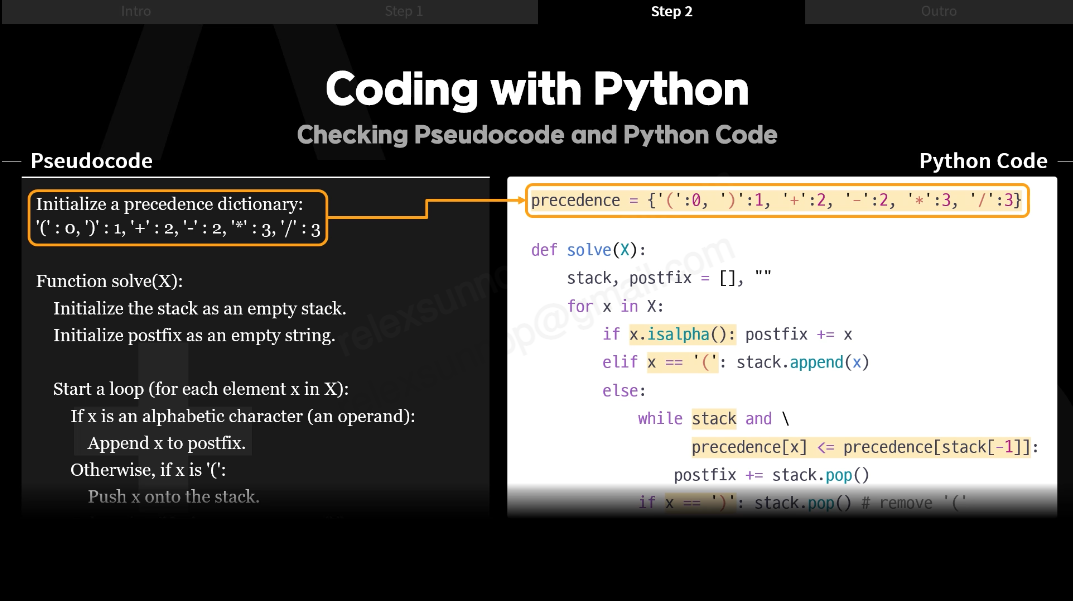 Intro
Step 1
Step 2
Outro
Coding with Python
Checking Pseudocode and Python Code
Pseudocode
Python Code
Initialize a precedence dictionary:
'(' : 0, ')' : 1, '+' : 2, '-' : 2, '*' : 3, '/' : 3
Function solve(X):
Initialize the stack as an empty stack.
Initialize postfix as an empty string.
Start a loop (for each element x in X):
If x is an alphabetic character (an operand):
Append x to postfix.
Otherwise, if x is '(':
Push x onto the stack.
precedence = {'(':0, ')':1, '+':2, '-':2, '*':3, '/':3}
def solve(X):
stack, postfix = [], ""
for x in X:
if x.isalpha(): postfix += x
elif x == '(': stack.append(x)
else:
while stack and \
precedence[x] <= precedence[stack[-1]]:
postfix += stack.pop()
if x == ')': stack.pop() # remove '('